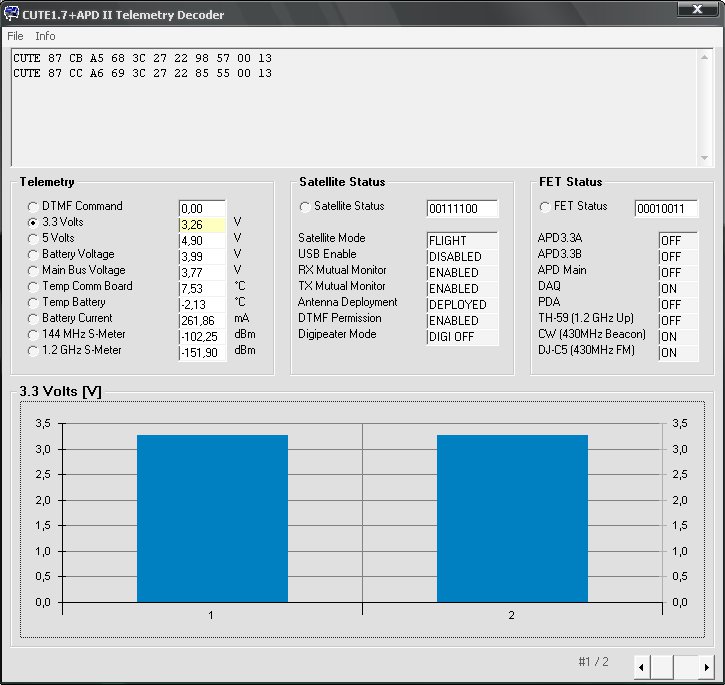 CUTE1.7+APD II Telemetry Decoder
X
File Info
CUTE 87 CB A5 68 3C 27 22 98 57 00 13
CUTE 87 CC A6 69 3C 27 22 85 55 00 13
Telemetry
DTMF Command 0,00
3.3 Volts 3,26 V
5 Volts 4,90 V
Battery Voltage 3,99 V
Main Bus Voltage 3,77 V
Temp Comm Board 7,53 °C
Temp Battery -2,13 °C
Battery Current 261,86 mA
144 MHz S-Meter -102,25 dBm
1.2 GHz S-Meter -151,90 dBm
Satellite Status
Satellite Status 00111100
Satellite Mode FLIGHT
USB Enable DISABLED
RX Mutual Monitor ENABLED
TX Mutual Monitor ENABLED
Antenna Deployment DEPLOYED
DTMF Permission ENABLED
Digipeater Mode DIGI OFF
FET Status
FET Status 00010011
APD3.3A OFF
APD3.3B OFF
APD Main OFF
DAQ ON
PDA OFF
TH-59 (1.2 GHz Up) OFF
CW (430MHz Beacon) ON
DJ-C5 (430MHz FM) ON
3.3 Volts [V]
3,5 3,5
3,0 3,0
2,5 2,5
2,0 2,0
1,5 1,5
1,0 1,0
0,5 0,5
0,0 0,0
1 2
#1 / 2